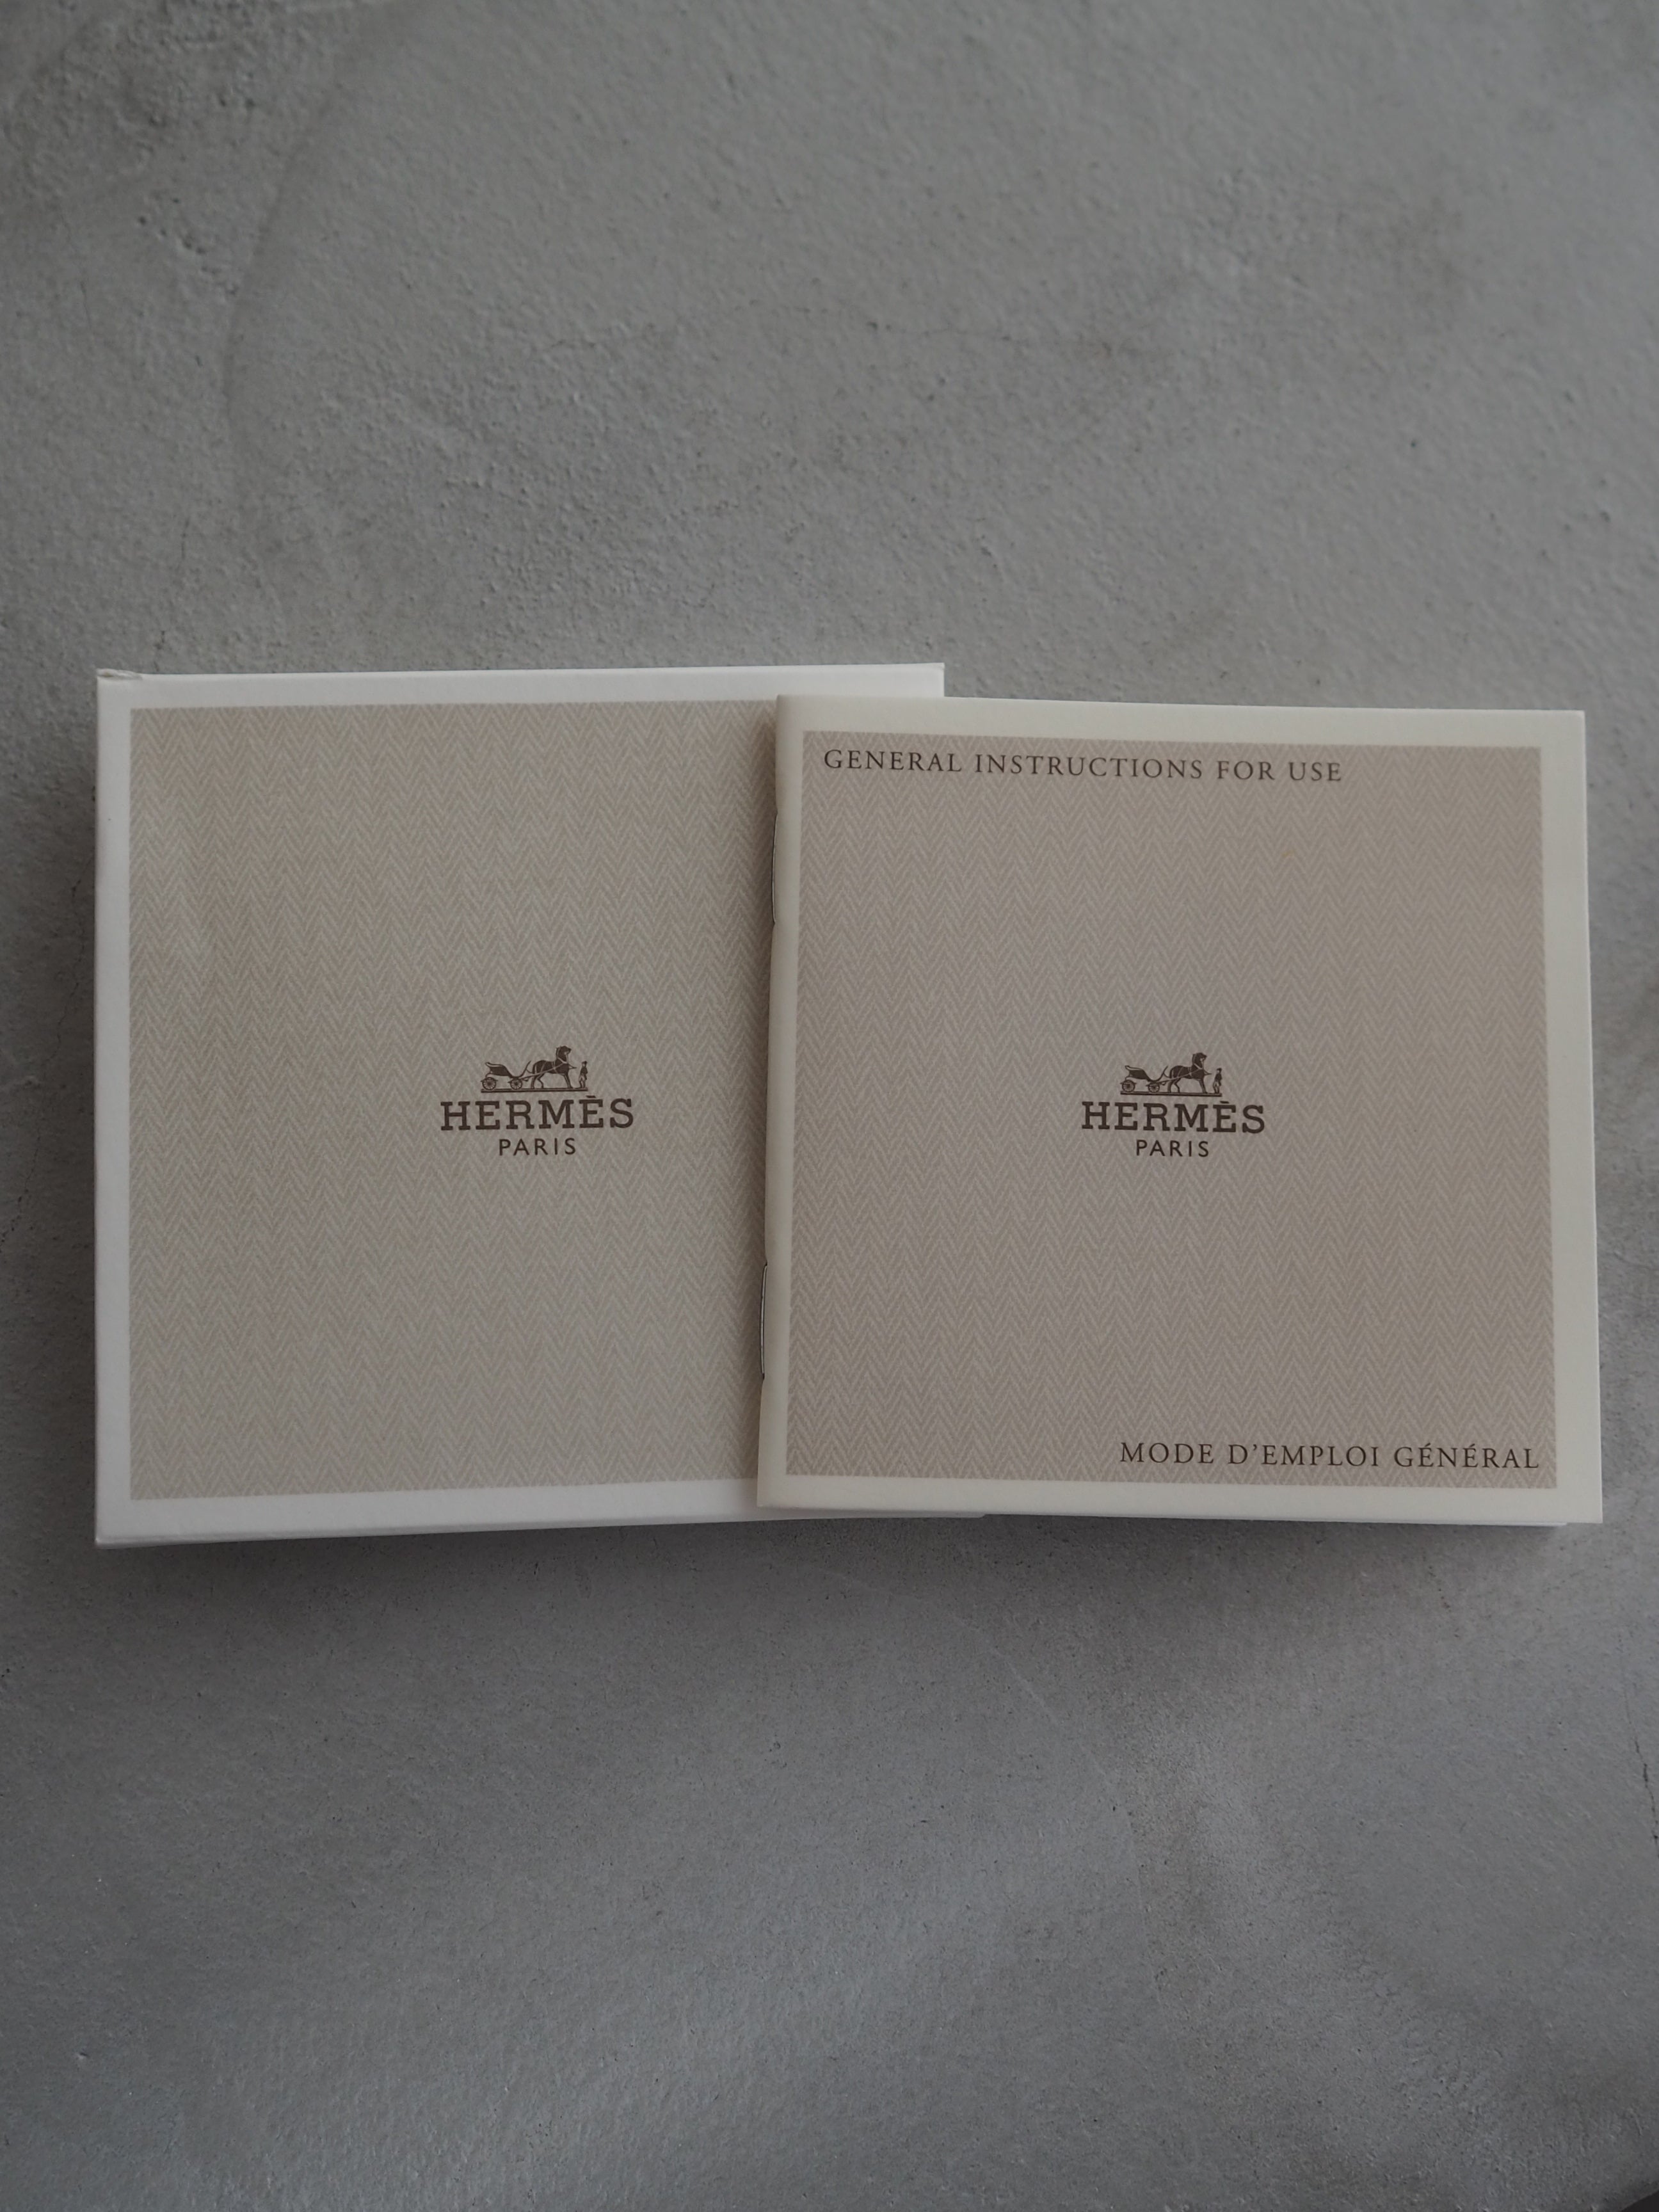 HERMÈS
PARIS
GENERAL INSTRUCTIONS FOR USE
HERMÈS
PARIS
MODE D'EMPLOI GÉNÉRAL